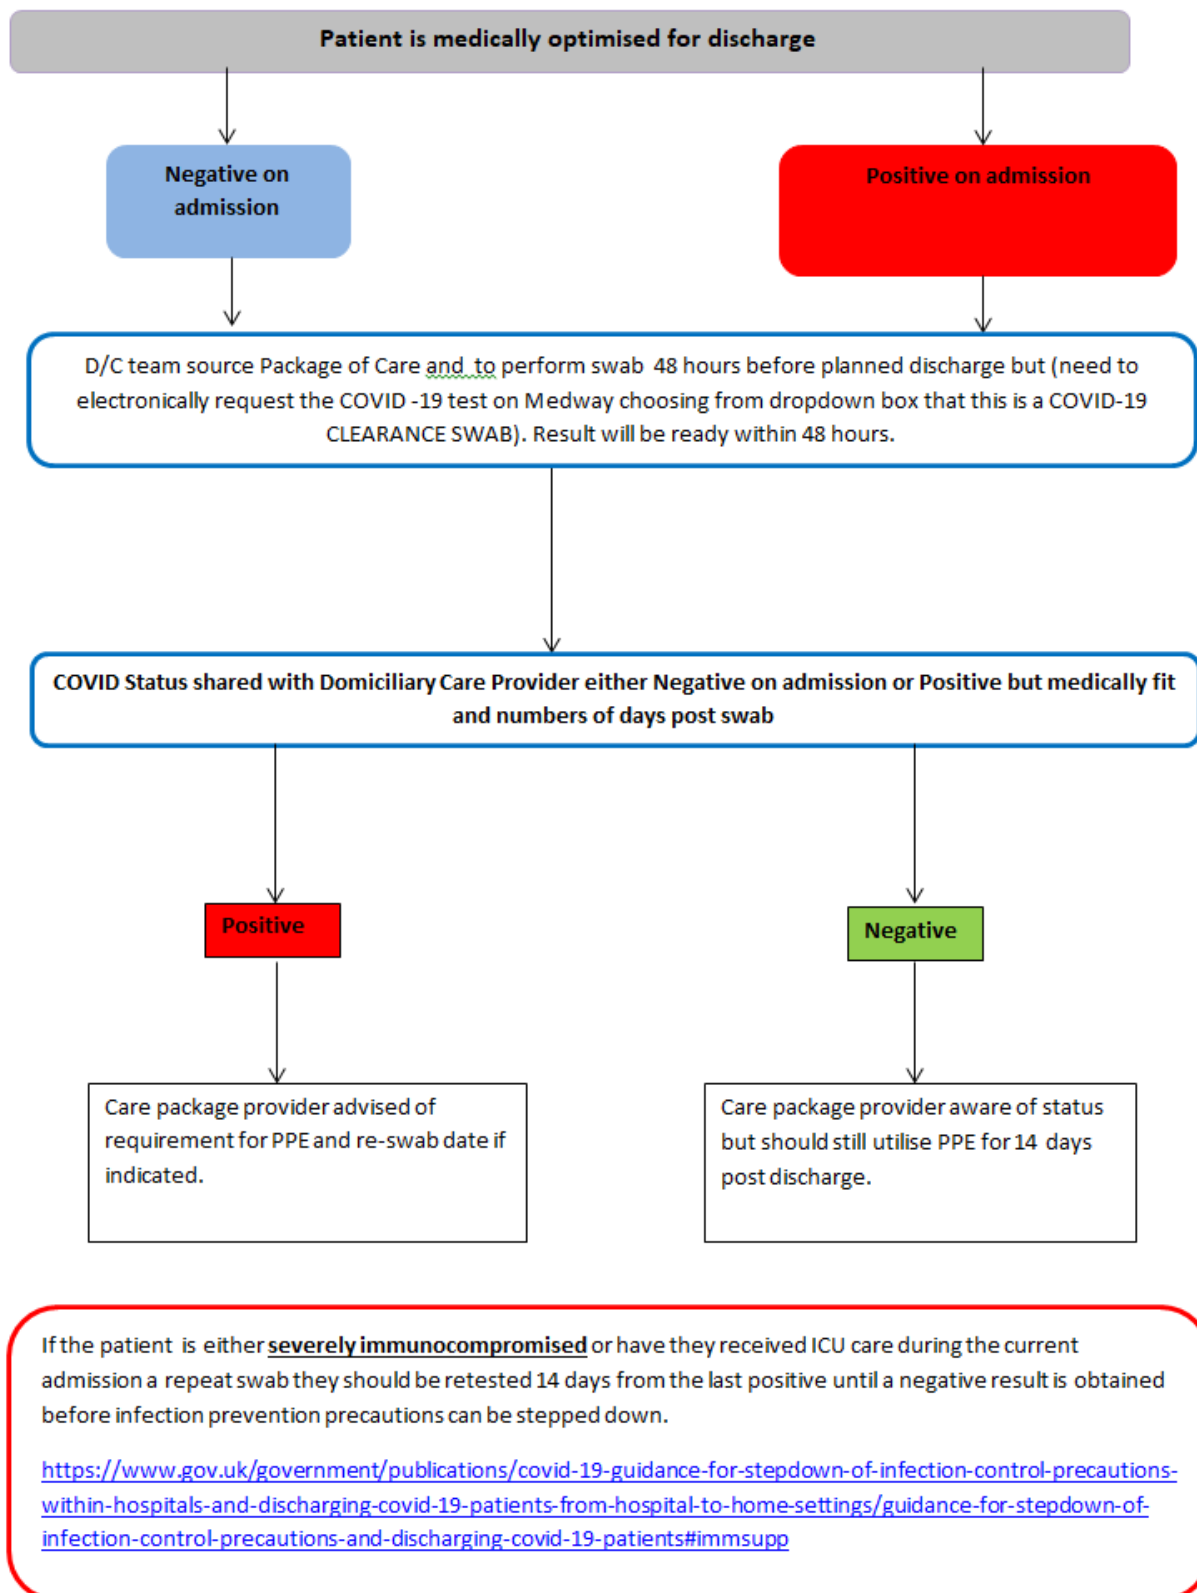 Patient is medically optimised for discharge
Negative on
admission
Positive on admission
D/C team source Package of Care and  to perform swab  48 hours before planned discharge but (need to
electronically request the COVID -19 test on Medway choosing from dropdown box that this is a COVID-19
CLEARANCE SWAB). Result will be ready within 48 hours.
COVID Status shared with Domiciliary Care Provider either Negative on admission or Positive but medically fit
and numbers of days post swab
Positive
Negative
Care package provider advised of
requirement for PPE and re-swab date if
indicated.
Care package provider aware of status
but should still utilise PPE for 14 days
post discharge.
If the patient  is either severely immunocompromised or have they received ICU care during the current
admission a repeat swab they should be retested 14 days from the last positive until a negative result is obtained
before infection prevention precautions can be stepped down.
https://www.gov.uk/government/publications/covid-19-guidance-for-stepdown-of-infection-control-precautions-
within-hospitals-and-discharging-covid-19-patients-from-hospital-to-home-settings/guidance-for-stepdown-of-
infection-control-precautions-and-discharging-covid-19-patients#immsupp